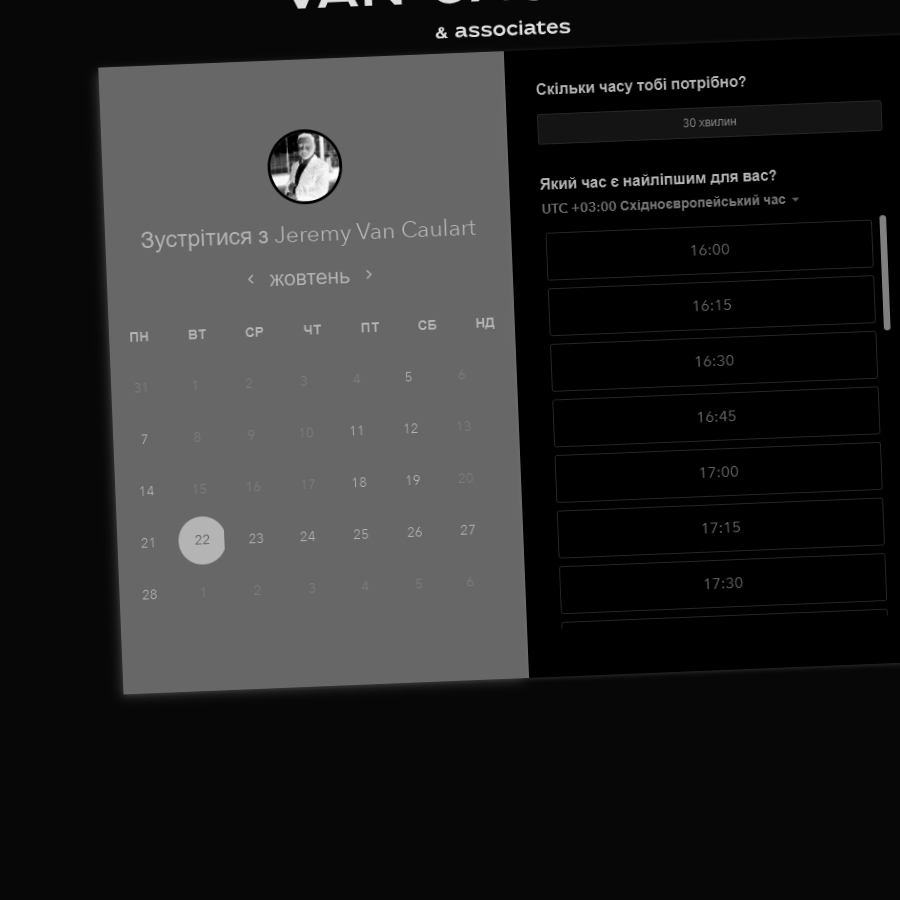 & associates
Зустрітися з Jeremy Van Caulart
жовтень
ПН ВТ СР ЧТ ПТ СБ НД
31 1 2 3 4 5 6
7 8 9 10 11 12 13
14 15 16 17 18 19 20
21 22 23 24 25 26 27
28 1 2 3 4 5 6
Скільки часу тобі потрібно?
30 хвилин
Який час є найліпшим для вас?
UTC +03:00 Східноєвропейський час
16:00
16:15
16:30
16:45
17:00
17:15
17:30